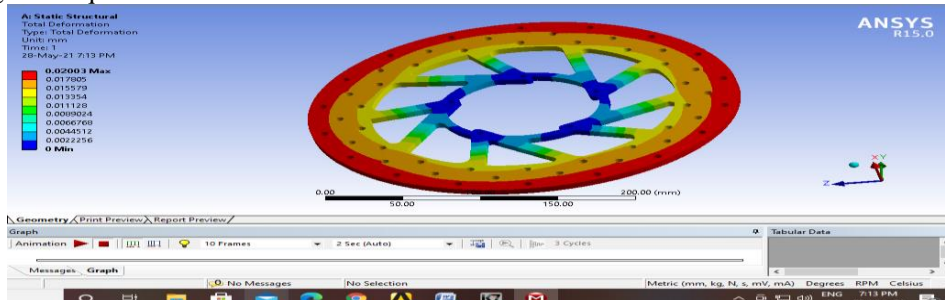 A: Static Structural
Total Deformation
Type: Total Deformation
Unit: mm
Time: 1
28-May-21 7:13 PM
0.02003 Max
0.017805
0.015579
0.013354
0.011128
0.0089024
0.0066768
0.0044512
0.0022256
0 Min
ANSYS
R15.0
0.00
50.00
150.00
200.00 (mm)
X
Y
Z
Geometry / Print Preview / Report Preview /
Graph
Tabular Data
Animation
10 Frames
2 Sec (Auto)
3 Cycles
Messages Graph
No Messages
No Selection
Metric (mm, kg, N, s, mV, mA) Degrees RPM Celsius
ENG
7:13 PM